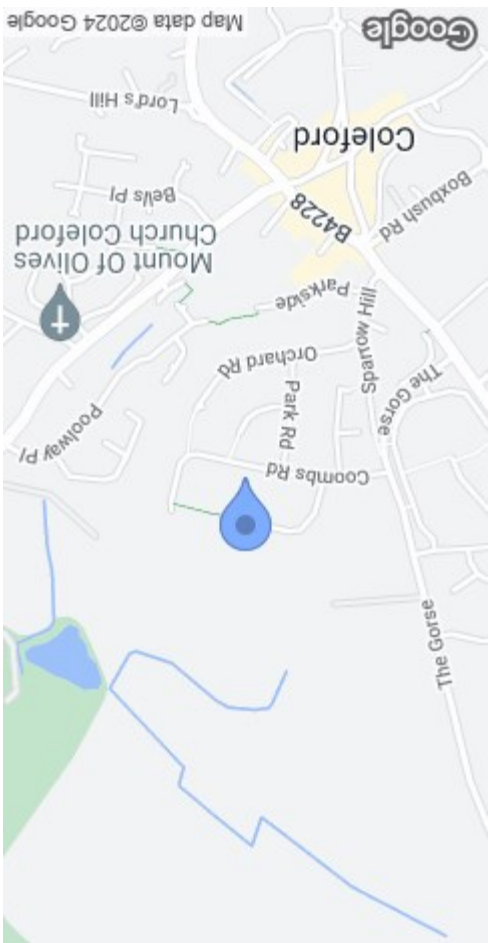 The Gorse
Coombs Rd
Poolway Pl
Park Rd
The Gorse
Orchard Rd
Sparrow Hill
Parkside
Mount Of Olives
Church Coleford
B4228
Boxbush Rd
Bells Pl
Coleford
Lord's Hill
Google
Map data ©2024 Google